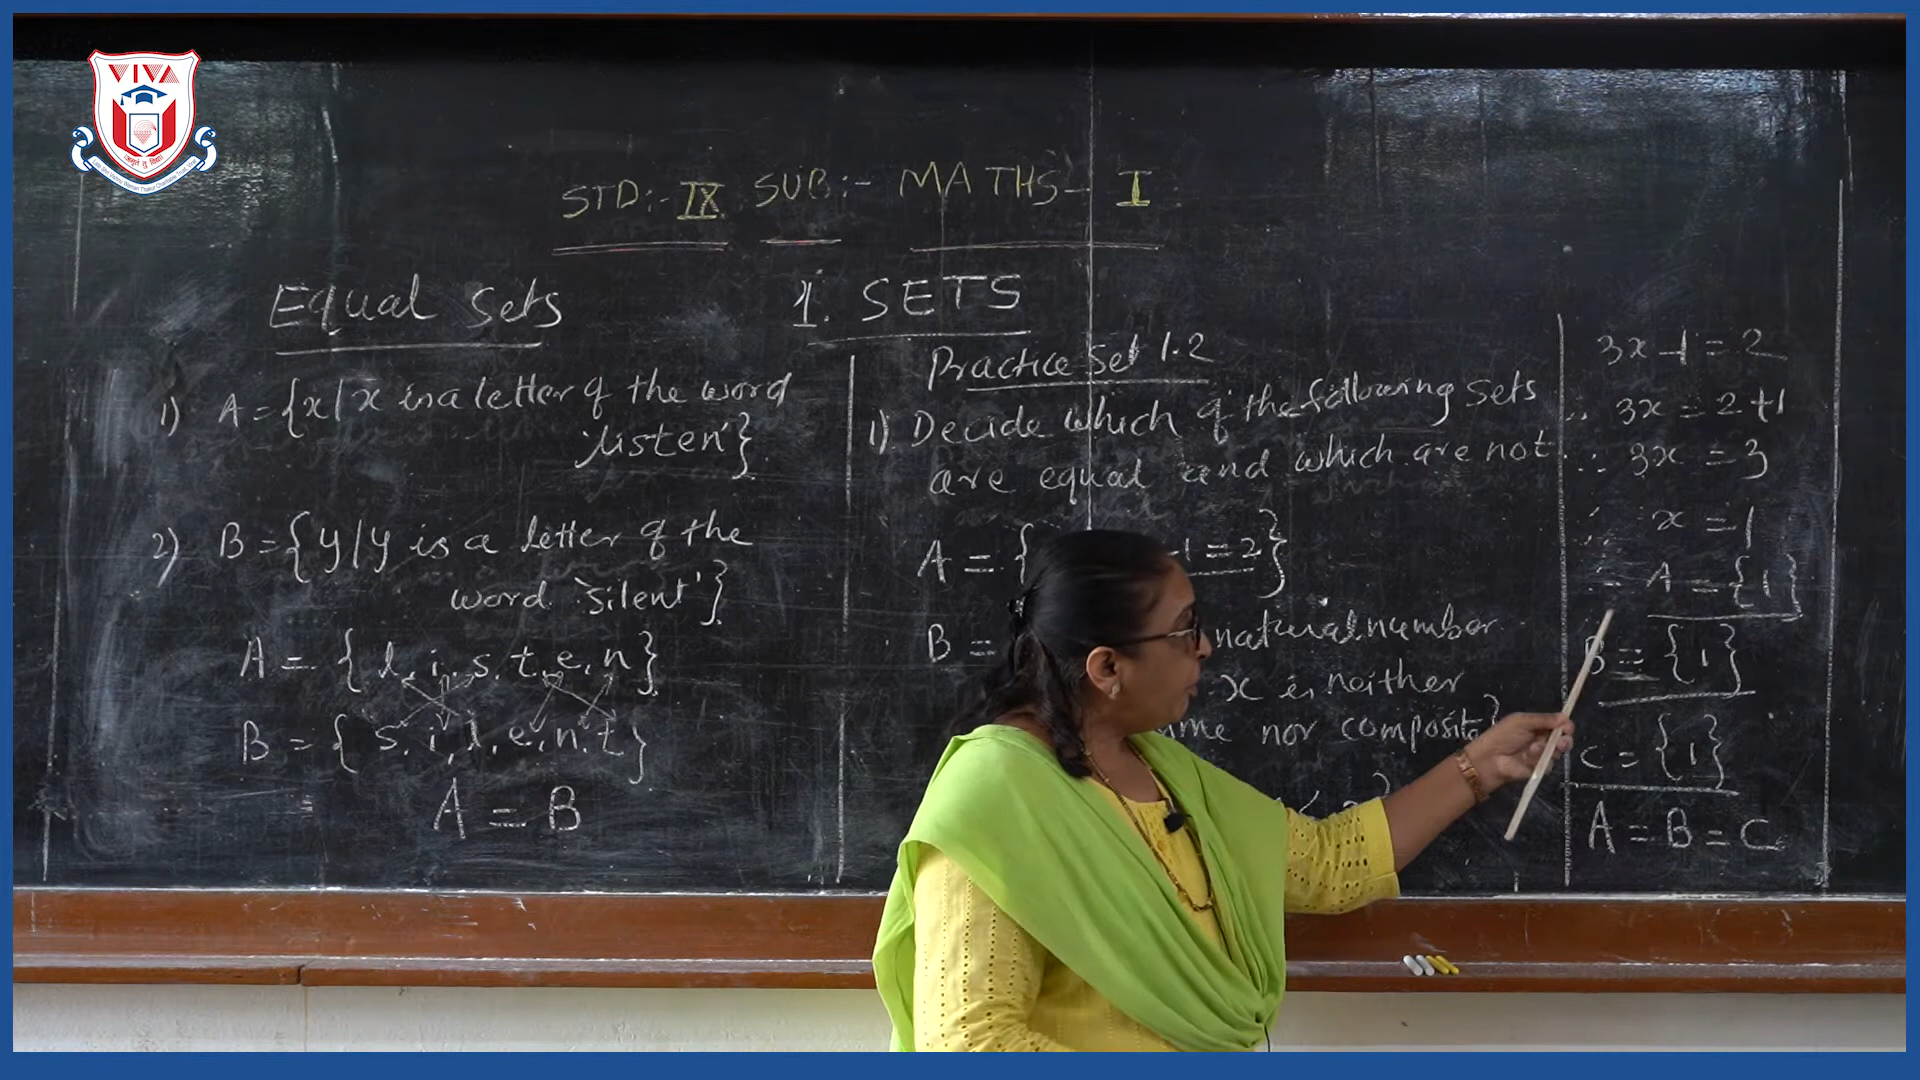 VIVA
STD:- IX SUB:- MATHS- I
1. SETS
Equal Sets
1) A = {x/x is a letter of the word
'listen'}
2) B = {y/y is a letter of the
word 'silent'}
A = {l, i, s, t, e, n}
B = {s, i, l, e, n, t}
A = B
Practice Set 1.2
1) Decide which of the following sets
are equal and which are not.
A = { -1 = 2}
B = natural number
x is neither
nor composite}
3x - 1 = 2
∴ 3x = 2+1
∴ 3x = 3
∴ x = 1
∴ A = {1}
B = {1}
C = {1}
A = B = C